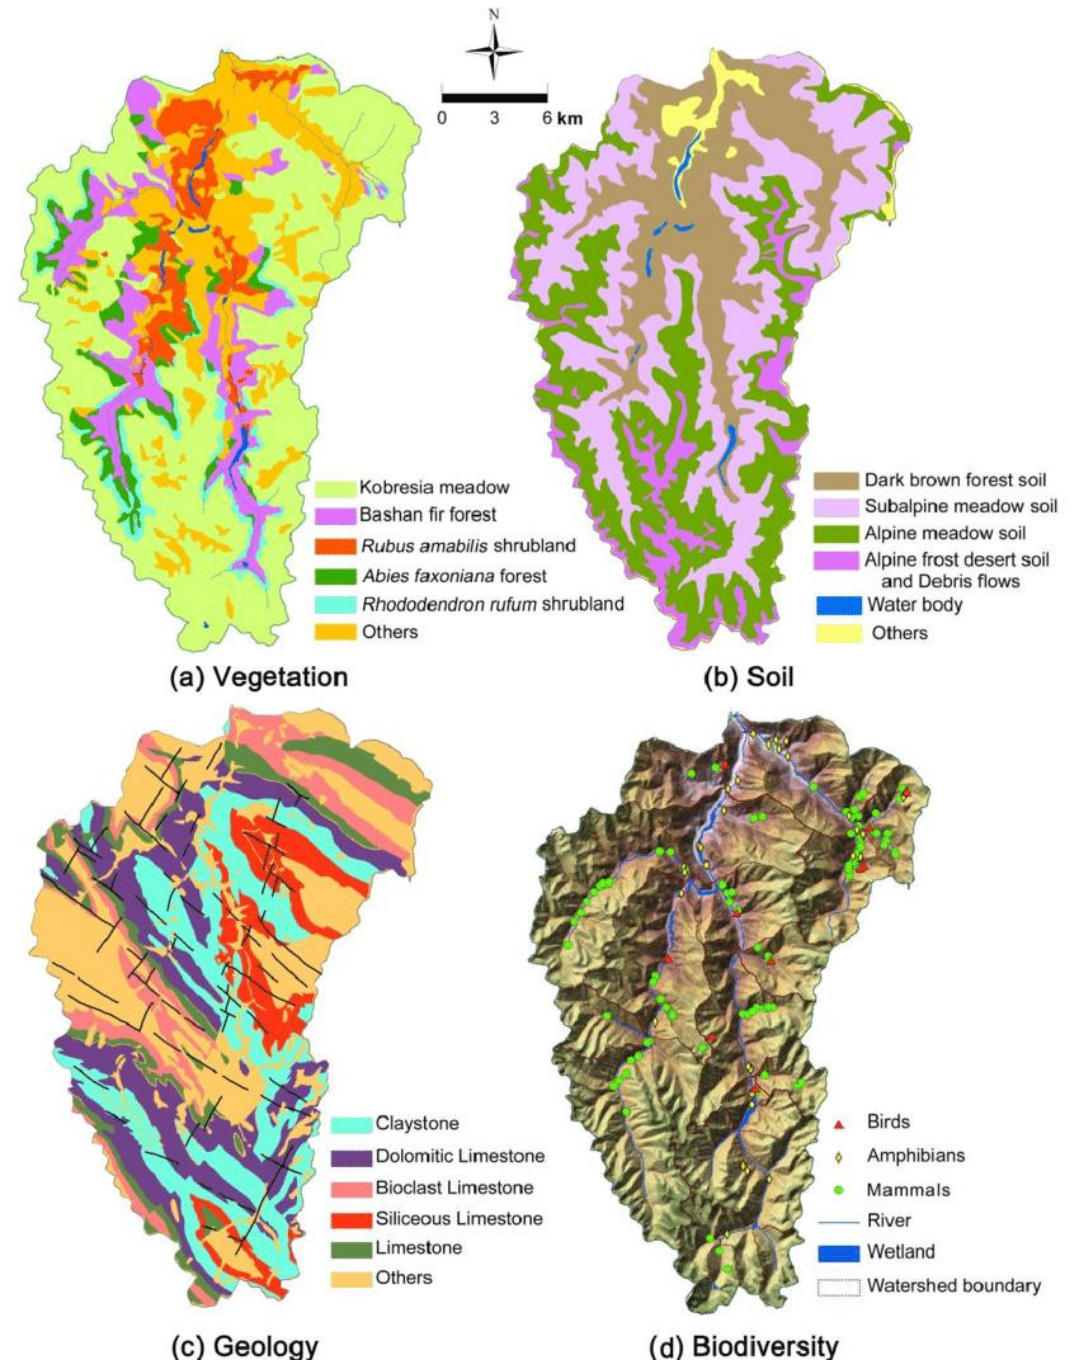 N
0 3 6 km
Kobresia meadow
Bashan fir forest
Rubus amabilis shrubland
Abies faxoniana forest
Rhododendron rufum shrubland
Others
(a) Vegetation
Dark brown forest soil
Subalpine meadow soil
Alpine meadow soil
Alpine frost desert soil
and Debris flows
Water body
Others
(b) Soil
Claystone
Dolomitic Limestone
Bioclast Limestone
Siliceous Limestone
Limestone
Others
(c) Geology
Birds
Amphibians
Mammals
River
Wetland
Watershed boundary
(d) Biodiversity